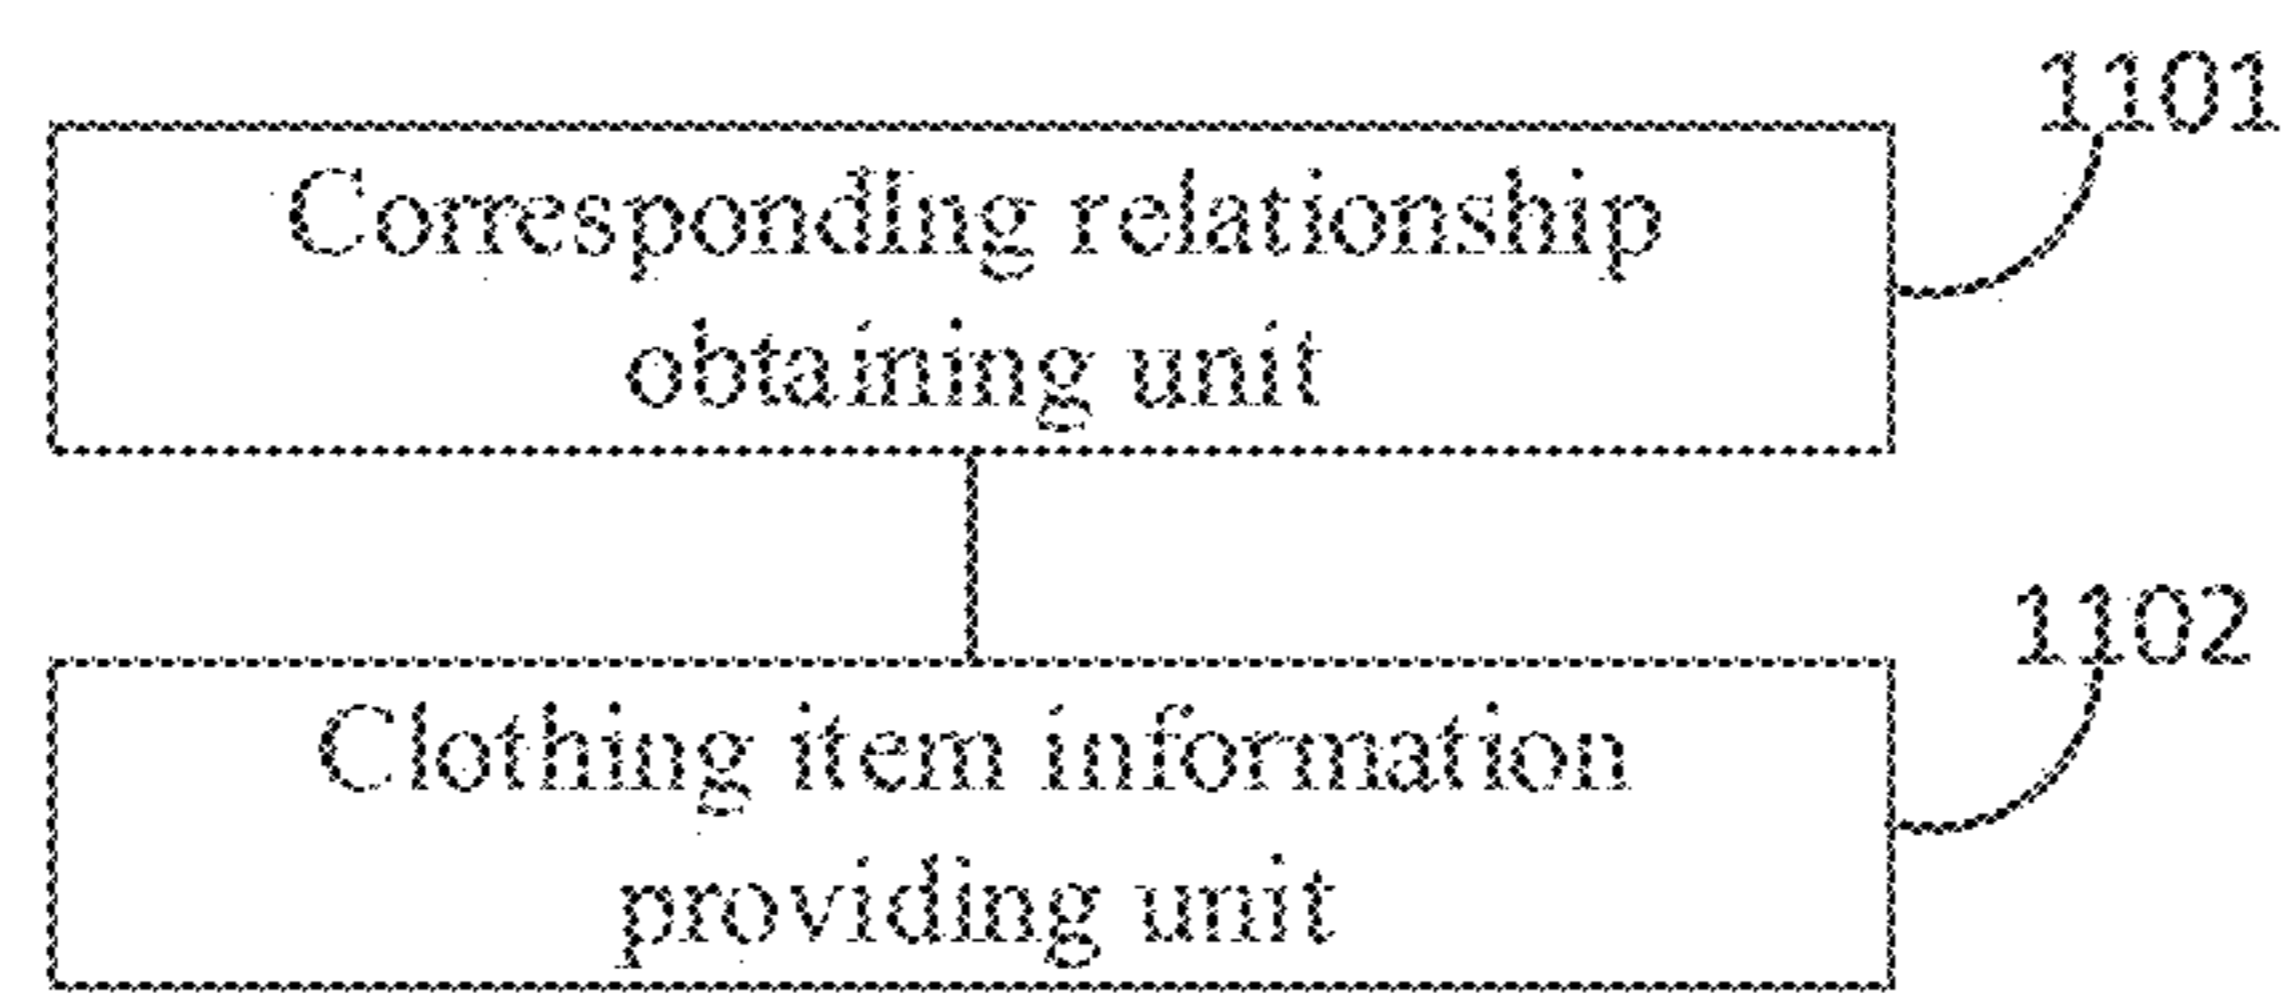 1101
Corresponding relationship
obtaining unit
1102
Clothing item information
providing unit